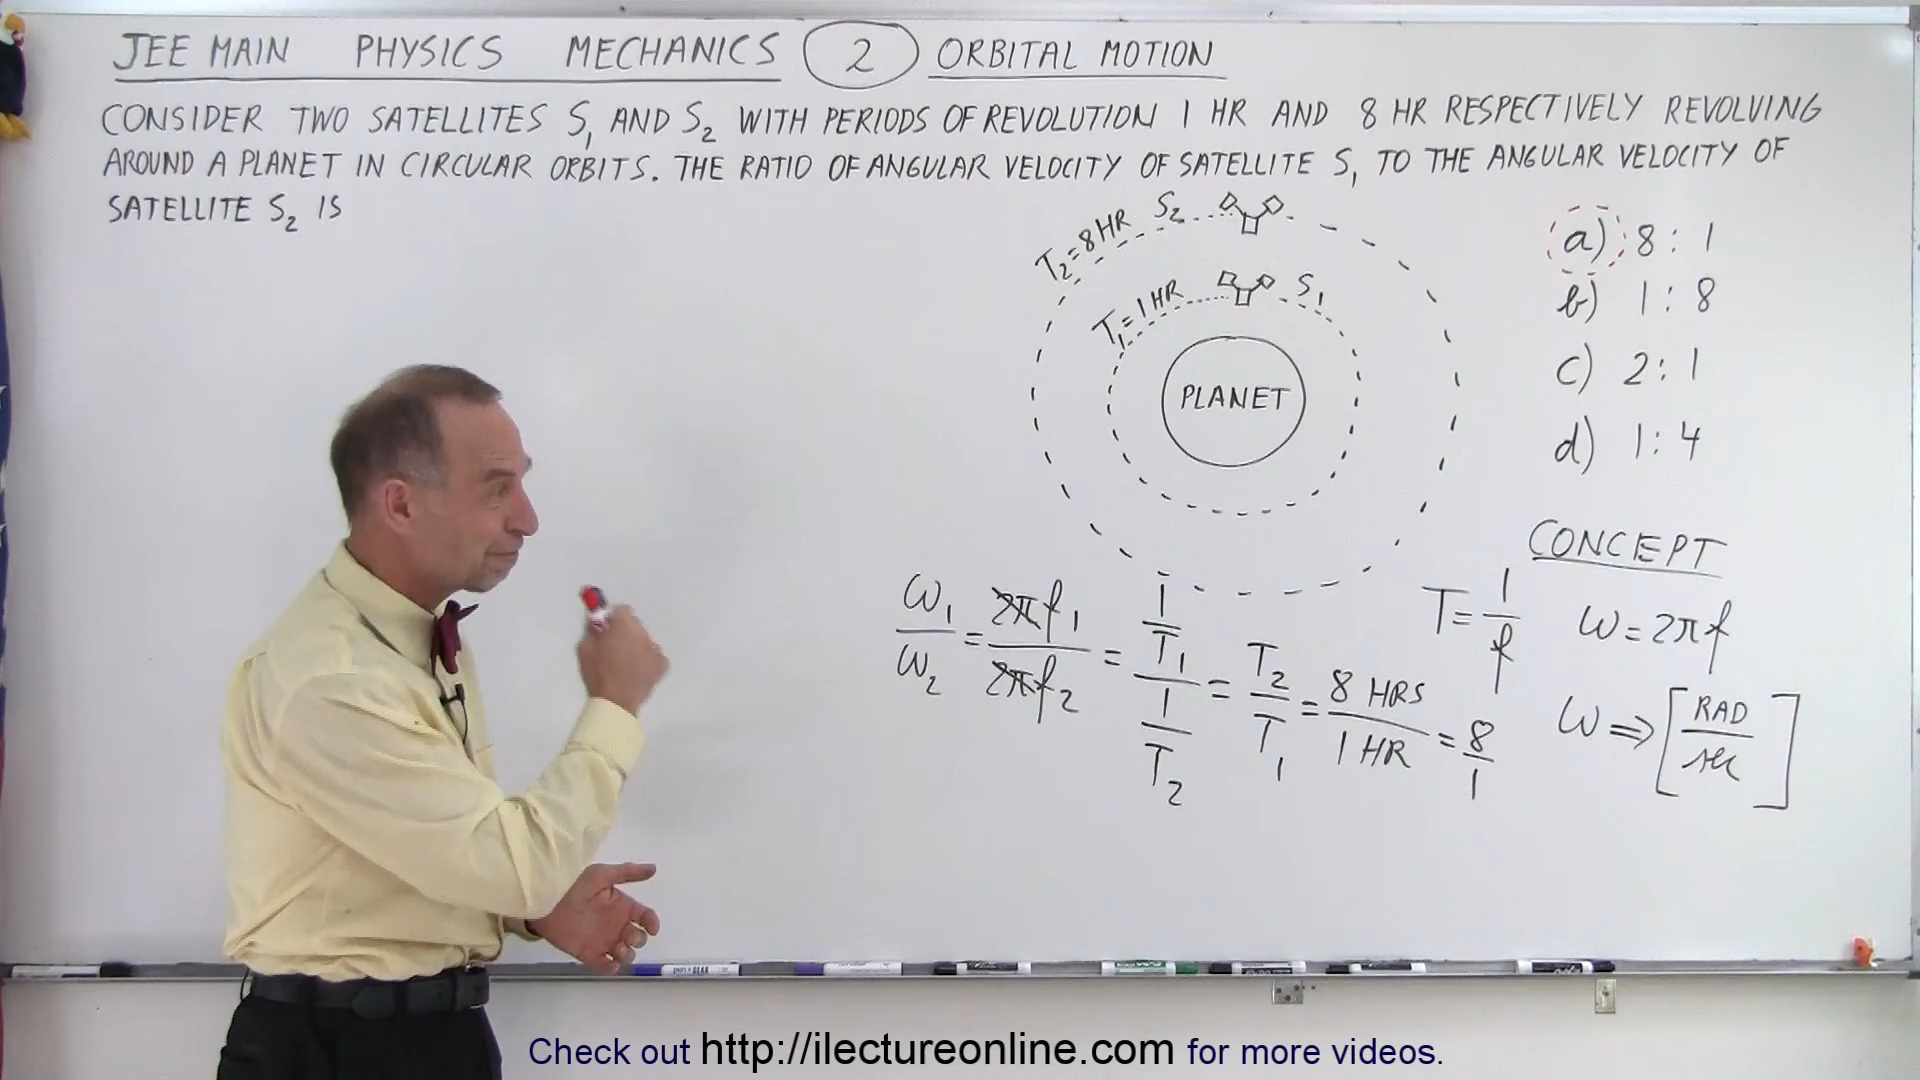 JEE MAIN PHYSICS MECHANICS 2 ORBITAL MOTION
CONSIDER TWO SATELLITES S₁ AND S₂ WITH PERIODS OF REVOLUTION 1 HR AND 8 HR RESPECTIVELY REVOLVING
AROUND A PLANET IN CIRCULAR ORBITS. THE RATIO OF ANGULAR VELOCITY OF SATELLITE S₁ TO THE ANGULAR VELOCITY OF
SATELLITE S₂ IS
T₂=8HR S₂
T₁=1HR S₁
PLANET
a) 8 : 1
b) 1 : 8
c) 2 : 1
d) 1 : 4
CONCEPT
T=1/f ω=2πf
ω⇒[RAD/sec]
ω₁/ω₂ = 2πf₁/2πf₂ = (1/T₁)/(1/T₂) = T₂/T₁ = 8 HRS/1 HR = 8/1
Check out http://ilectureonline.com for more videos.